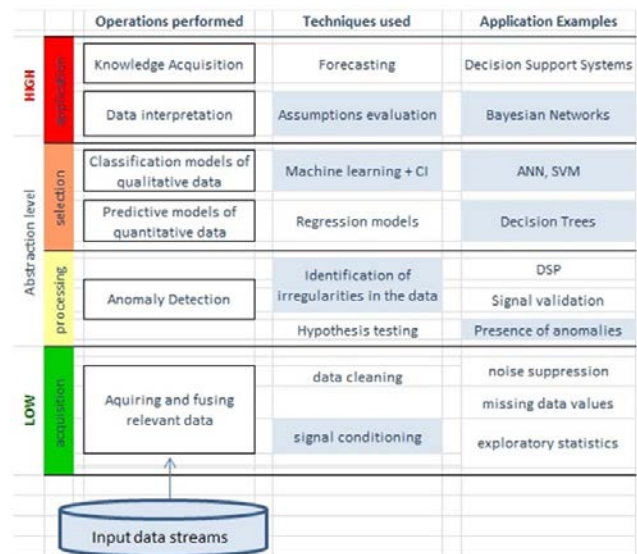 Operations performed
Techniques used
Application Examples
HIGH
Abstraction level
LOW
application
Knowledge Acquisition
Forecasting
Decision Support Systems
Data interpretation
Assumptions evaluation
Bayesian Networks
selection
Classification models of
qualitative data
Machine learning + CI
ANN, SVM
Predictive models of
quantitative data
Regression models
Decision Trees
processing
Anomaly Detection
Identification of
irregularities in the data
Hypothesis testing
DSP
Signal validation
Presence of anomalies
acquisition
Aquiring and fusing
relevant data
data cleaning
signal conditioning
noise suppression
missing data values
exploratory statistics
Input data streams